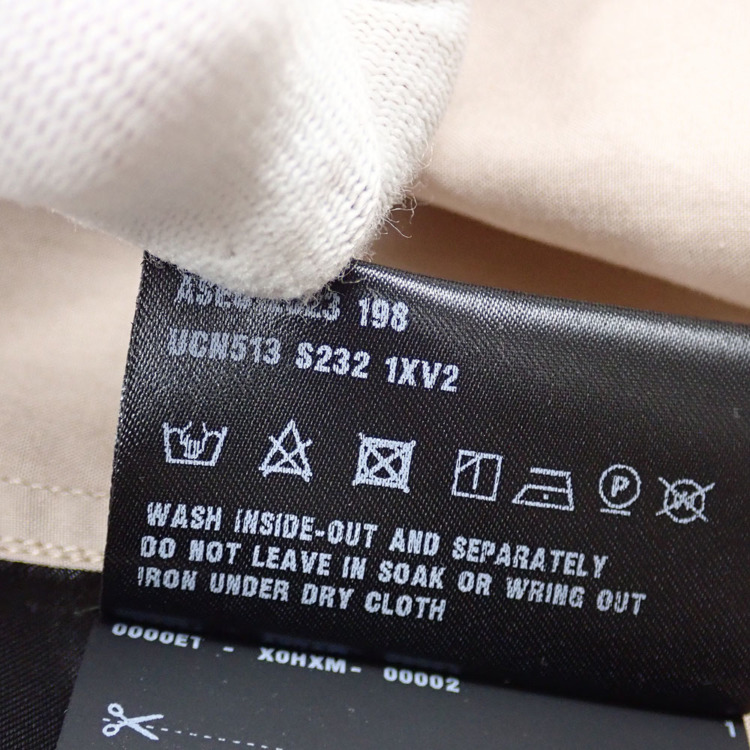 198
UCN513 S232 1XV2
P
W
WASH INSIDE-OUT AND SEPARATELY
DO NOT LEAVE IN SOAK OR WRING OUT
IRON UNDER DRY CLOTH
0000ET - X0HXM- 00002
1